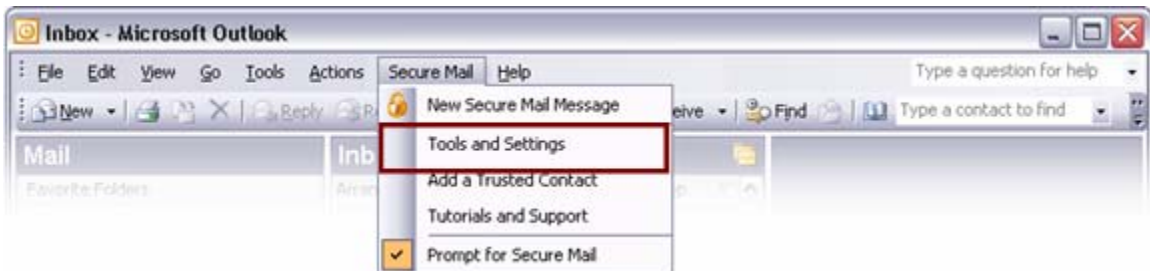 Inbox - Microsoft Outlook
File Edit View Go Tools Actions Secure Mail Help Type a question for help
New Reply Find Type a contact to find
New Secure Mail Message
Tools and Settings
Mail
Add a Trusted Contact
Favorite Folders
Tutorials and Support
Prompt for Secure Mail